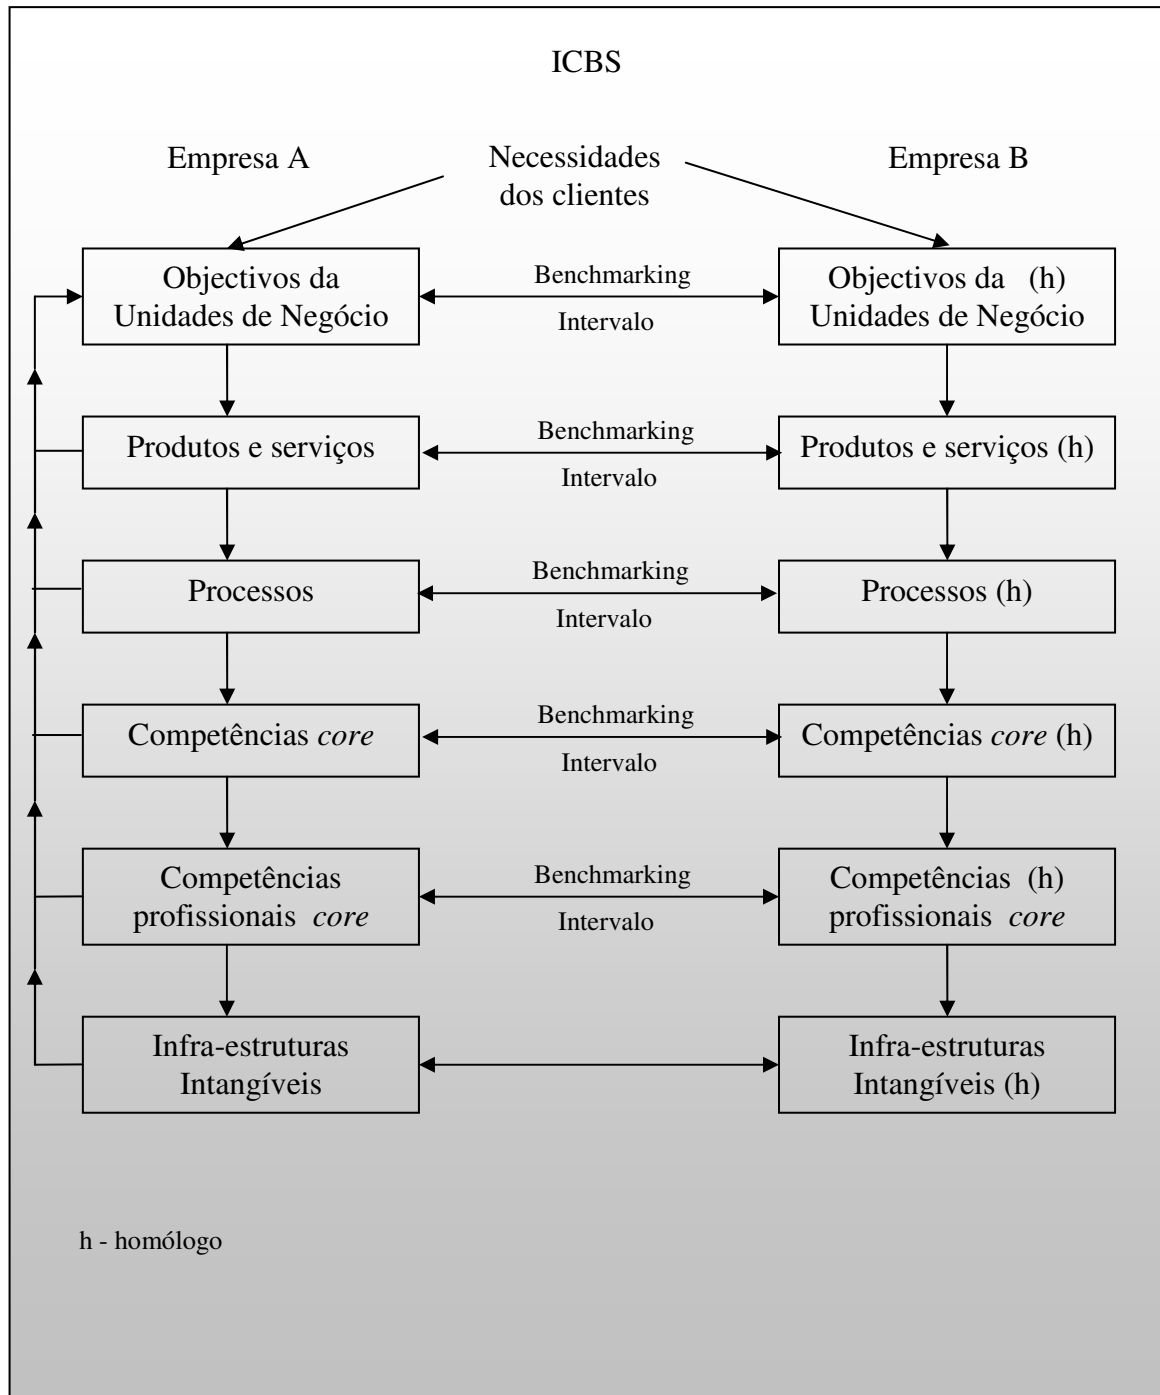 ICBS
Empresa A
Necessidades
dos clientes
Empresa B
Objectivos da
Unidades de Negócio
Benchmarking
Intervalo
Objectivos da (h)
Unidades de Negócio
Produtos e serviços
Benchmarking
Intervalo
Produtos e serviços (h)
Processos
Benchmarking
Intervalo
Processos (h)
Competências core
Benchmarking
Intervalo
Competências core (h)
Competências
profissionais core
Benchmarking
Intervalo
Competências (h)
profissionais core
Infra-estruturas
Intangíveis
Infra-estruturas
Intangíveis (h)
h - homólogo